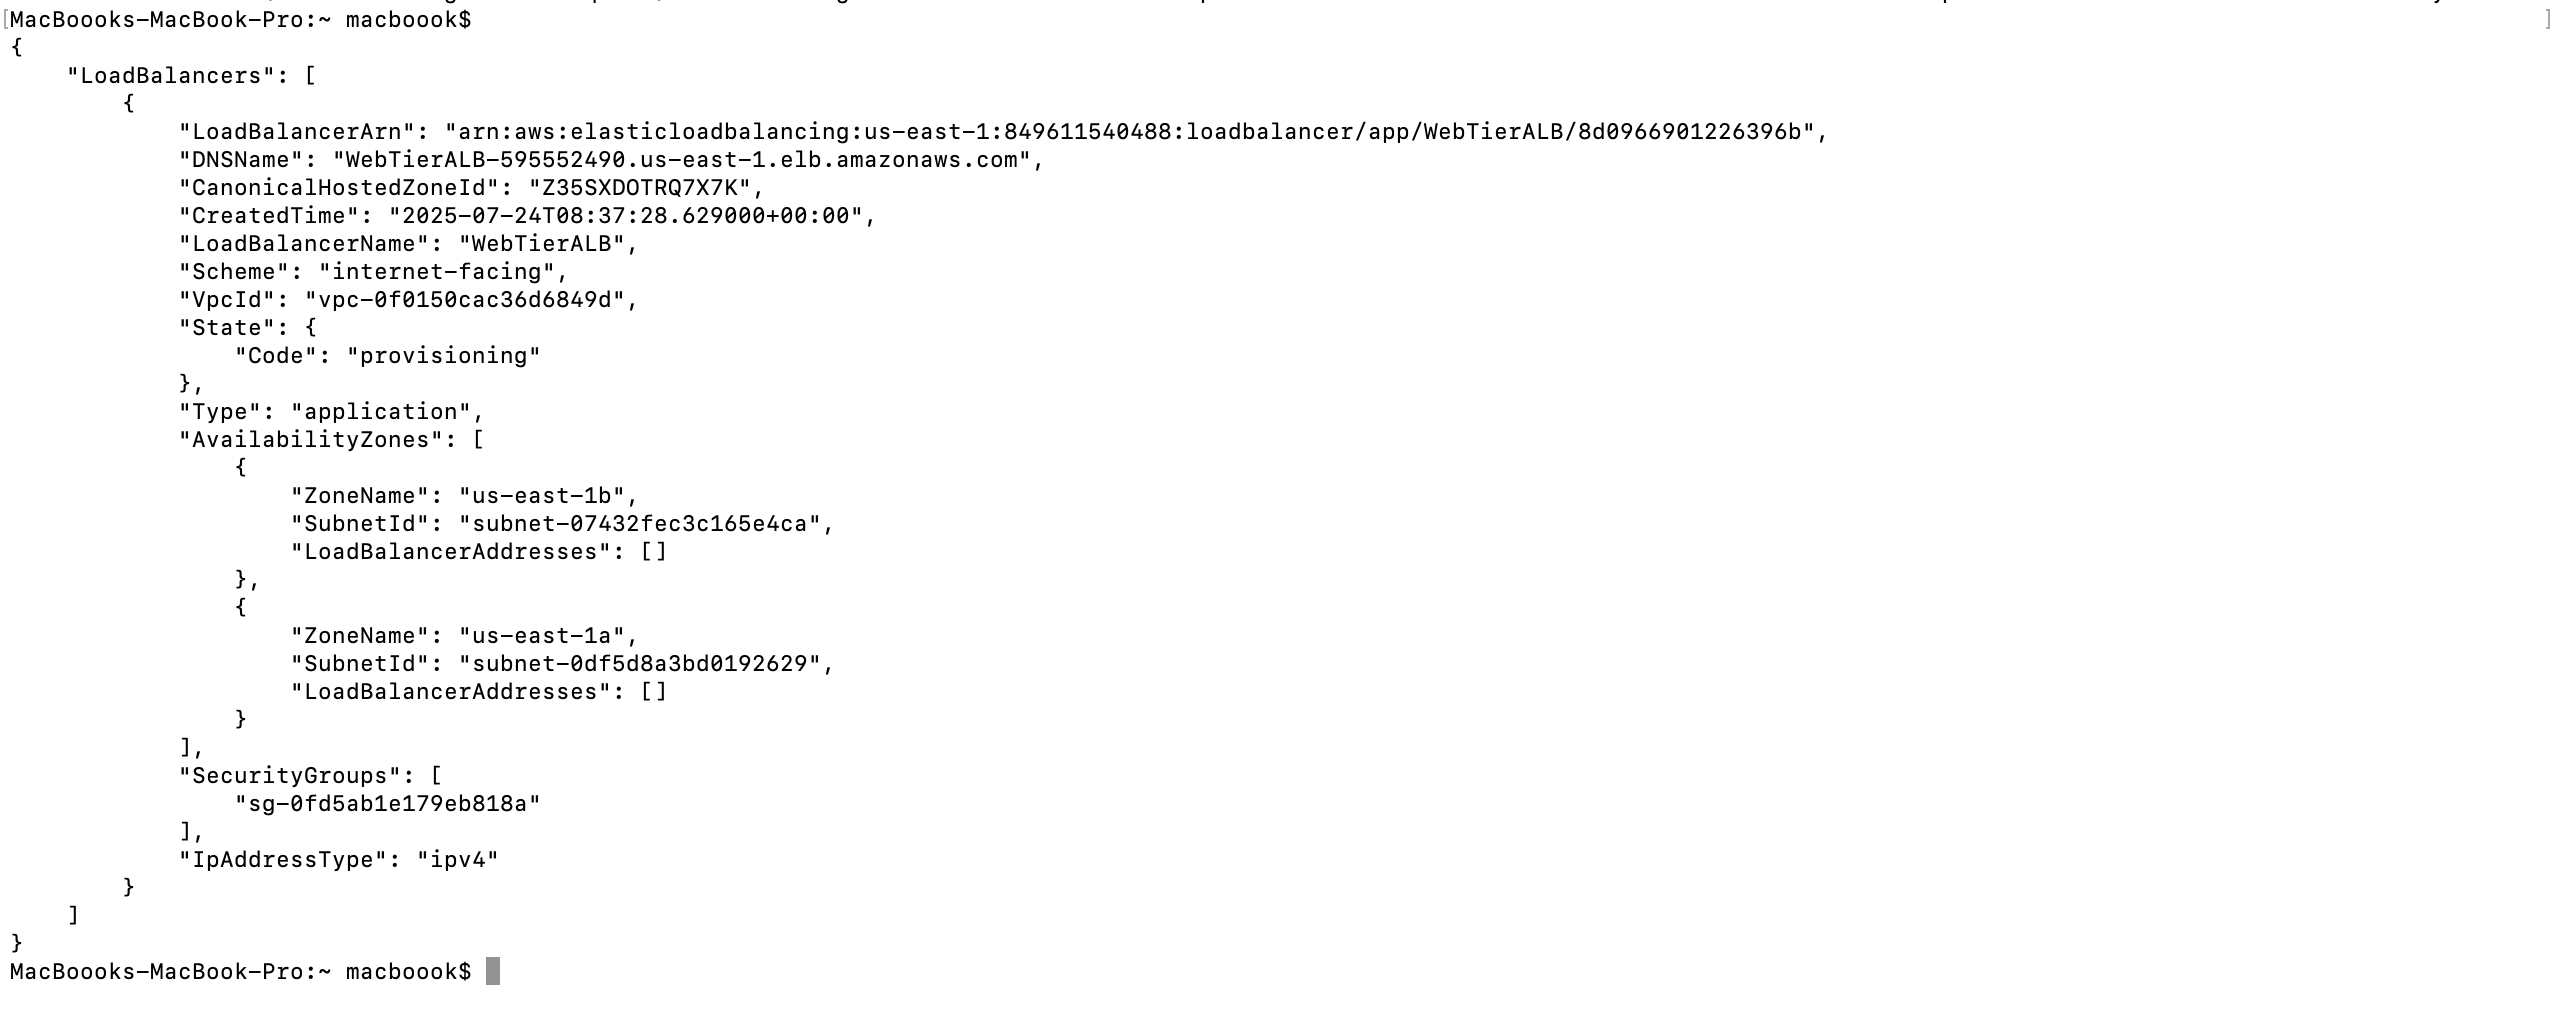 [MacBoooks-MacBook-Pro:~ macboook$ ]
{
    "LoadBalancers": [
        {
            "LoadBalancerArn": "arn:aws:elasticloadbalancing:us-east-1:849611540488:loadbalancer/app/WebTierALB/8d0966901226396b",
            "DNSName": "WebTierALB-595552490.us-east-1.elb.amazonaws.com",
            "CanonicalHostedZoneId": "Z35SXDOTRQ7X7K",
            "CreatedTime": "2025-07-24T08:37:28.629000+00:00",
            "LoadBalancerName": "WebTierALB",
            "Scheme": "internet-facing",
            "VpcId": "vpc-0f0150cac36d6849d",
            "State": {
                "Code": "provisioning"
            },
            "Type": "application",
            "AvailabilityZones": [
                {
                    "ZoneName": "us-east-1b",
                    "SubnetId": "subnet-07432fec3c165e4ca",
                    "LoadBalancerAddresses": []
                },
                {
                    "ZoneName": "us-east-1a",
                    "SubnetId": "subnet-0df5d8a3bd0192629",
                    "LoadBalancerAddresses": []
                }
            ],
            "SecurityGroups": [
                "sg-0fd5ab1e179eb818a"
            ],
            "IpAddressType": "ipv4"
        }
    ]
}
MacBoooks-MacBook-Pro:~ macboook$